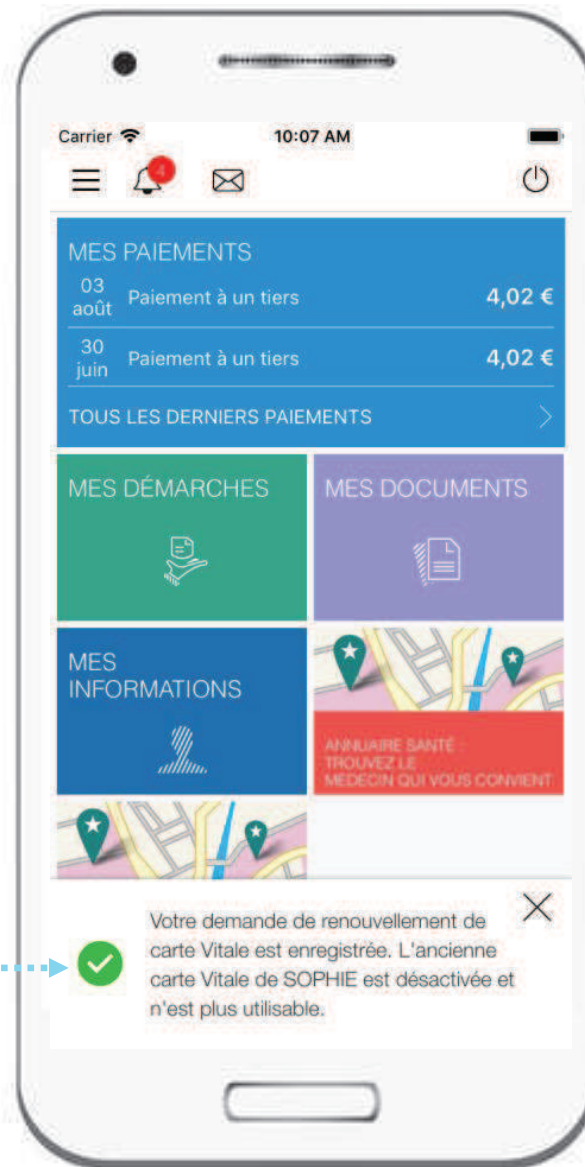 Carrier 10:07 AM
4
MES PAIEMENTS
03 août Paiement à un tiers 4,02 €
30 juin Paiement à un tiers 4,02 €
TOUS LES DERNIERS PAIEMENTS
MES DÉMARCHES
MES DOCUMENTS
MES
INFORMATIONS
ANNUAIRE SANTÉ :
TROUVEZ LE
MÉDECIN QUI VOUS CONVIENT
Votre demande de renouvellement de
carte Vitale est enregistrée. L'ancienne
carte Vitale de SOPHIE est désactivée et
n'est plus utilisable.